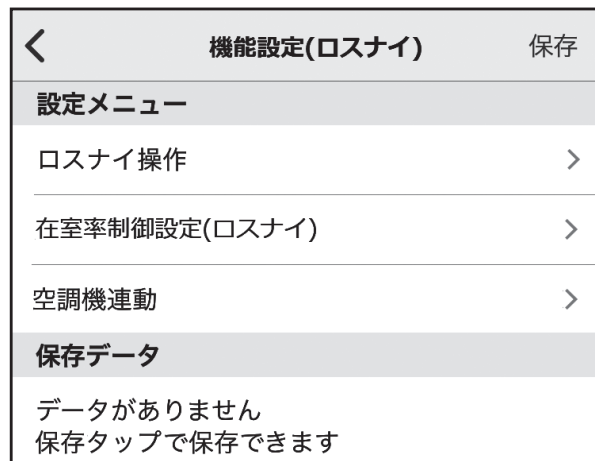 機能設定(ロスナイ) 保存
設定メニュー
ロスナイ操作
在室率制御設定(ロスナイ)
空調機連動
保存データ
データがありません
保存タップで保存できます